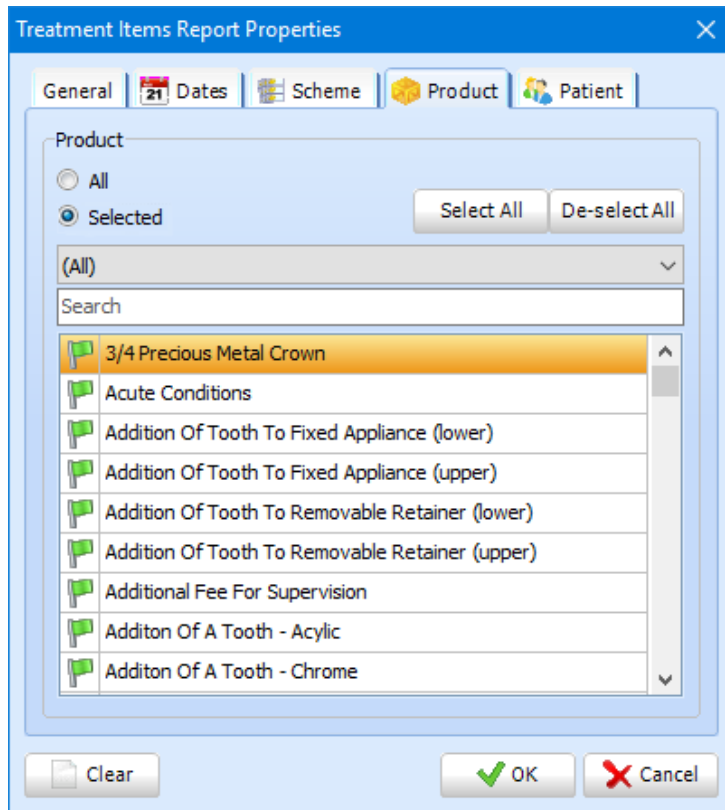 Treatment Items Report Properties
General 21 Dates Scheme Product Patient
Product
All
Selected
Select All De-select All
(All)
Search
3/4 Precious Metal Crown
Acute Conditions
Addition Of Tooth To Fixed Appliance (lower)
Addition Of Tooth To Fixed Appliance (upper)
Addition Of Tooth To Removable Retainer (lower)
Addition Of Tooth To Removable Retainer (upper)
Additional Fee For Supervision
Additon Of A Tooth - Acylic
Additon Of A Tooth - Chrome
Clear OK Cancel